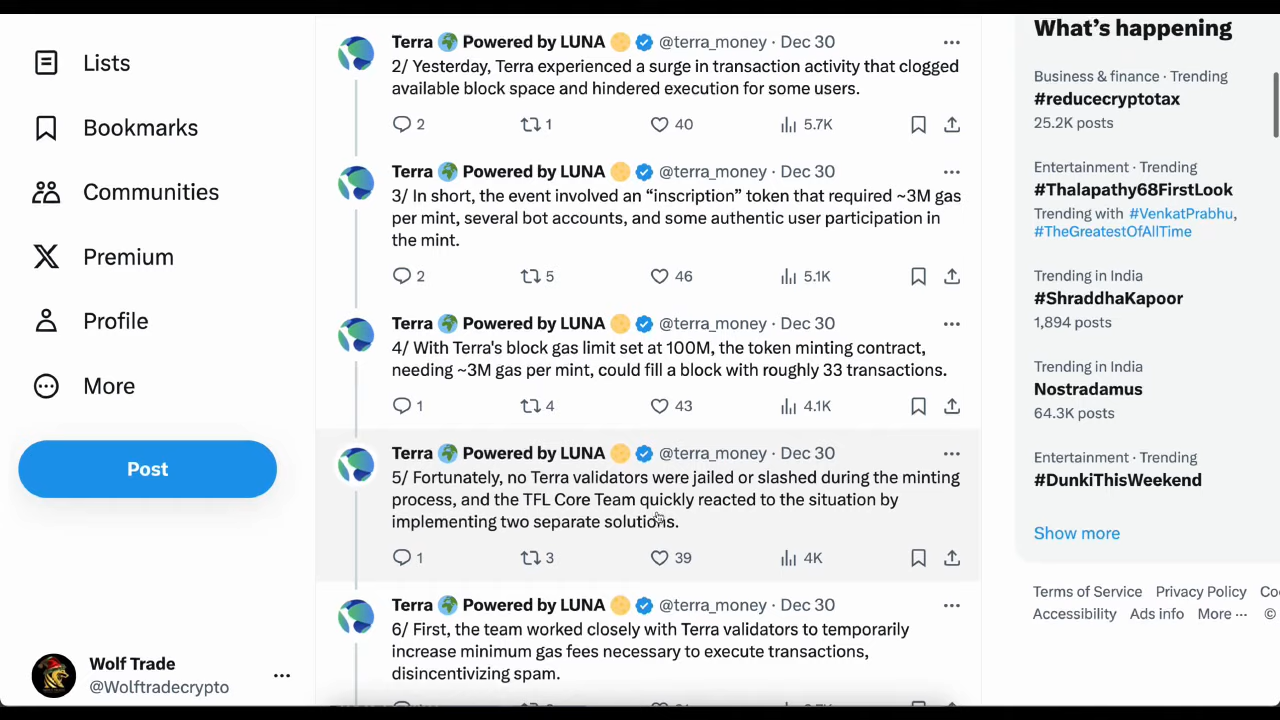 Lists
Bookmarks
Communities
Premium
Profile
More
Post
Wolf Trade
@Wolftradecrypto
Terra 🌍 Powered by LUNA 🌕 @terra_money · Dec 30
2/ Yesterday, Terra experienced a surge in transaction activity that clogged
available block space and hindered execution for some users.
2 1 40 5.7K
Terra 🌍 Powered by LUNA 🌕 @terra_money · Dec 30
3/ In short, the event involved an “inscription” token that required ~3M gas
per mint, several bot accounts, and some authentic user participation in
the mint.
2 5 46 5.1K
Terra 🌍 Powered by LUNA 🌕 @terra_money · Dec 30
4/ With Terra's block gas limit set at 100M, the token minting contract,
needing ~3M gas per mint, could fill a block with roughly 33 transactions.
1 4 43 4.1K
Terra 🌍 Powered by LUNA 🌕 @terra_money · Dec 30
5/ Fortunately, no Terra validators were jailed or slashed during the minting
process, and the TFL Core Team quickly reacted to the situation by
implementing two separate solutions.
1 3 39 4K
Terra 🌍 Powered by LUNA 🌕 @terra_money · Dec 30
6/ First, the team worked closely with Terra validators to temporarily
increase minimum gas fees necessary to execute transactions,
disincentivizing spam.
What’s happening
Business & finance · Trending
#reducecryptotax
25.2K posts
Entertainment · Trending
#Thalapathy68FirstLook
Trending with #VenkatPrabhu,
#TheGreatestOfAllTime
Trending in India
#ShraddhaKapoor
1,894 posts
Trending in India
Nostradamus
64.3K posts
Entertainment · Trending
#DunkiThisWeekend
Show more
Terms of Service Privacy Policy Co
Accessibility Ads info More ··· ©